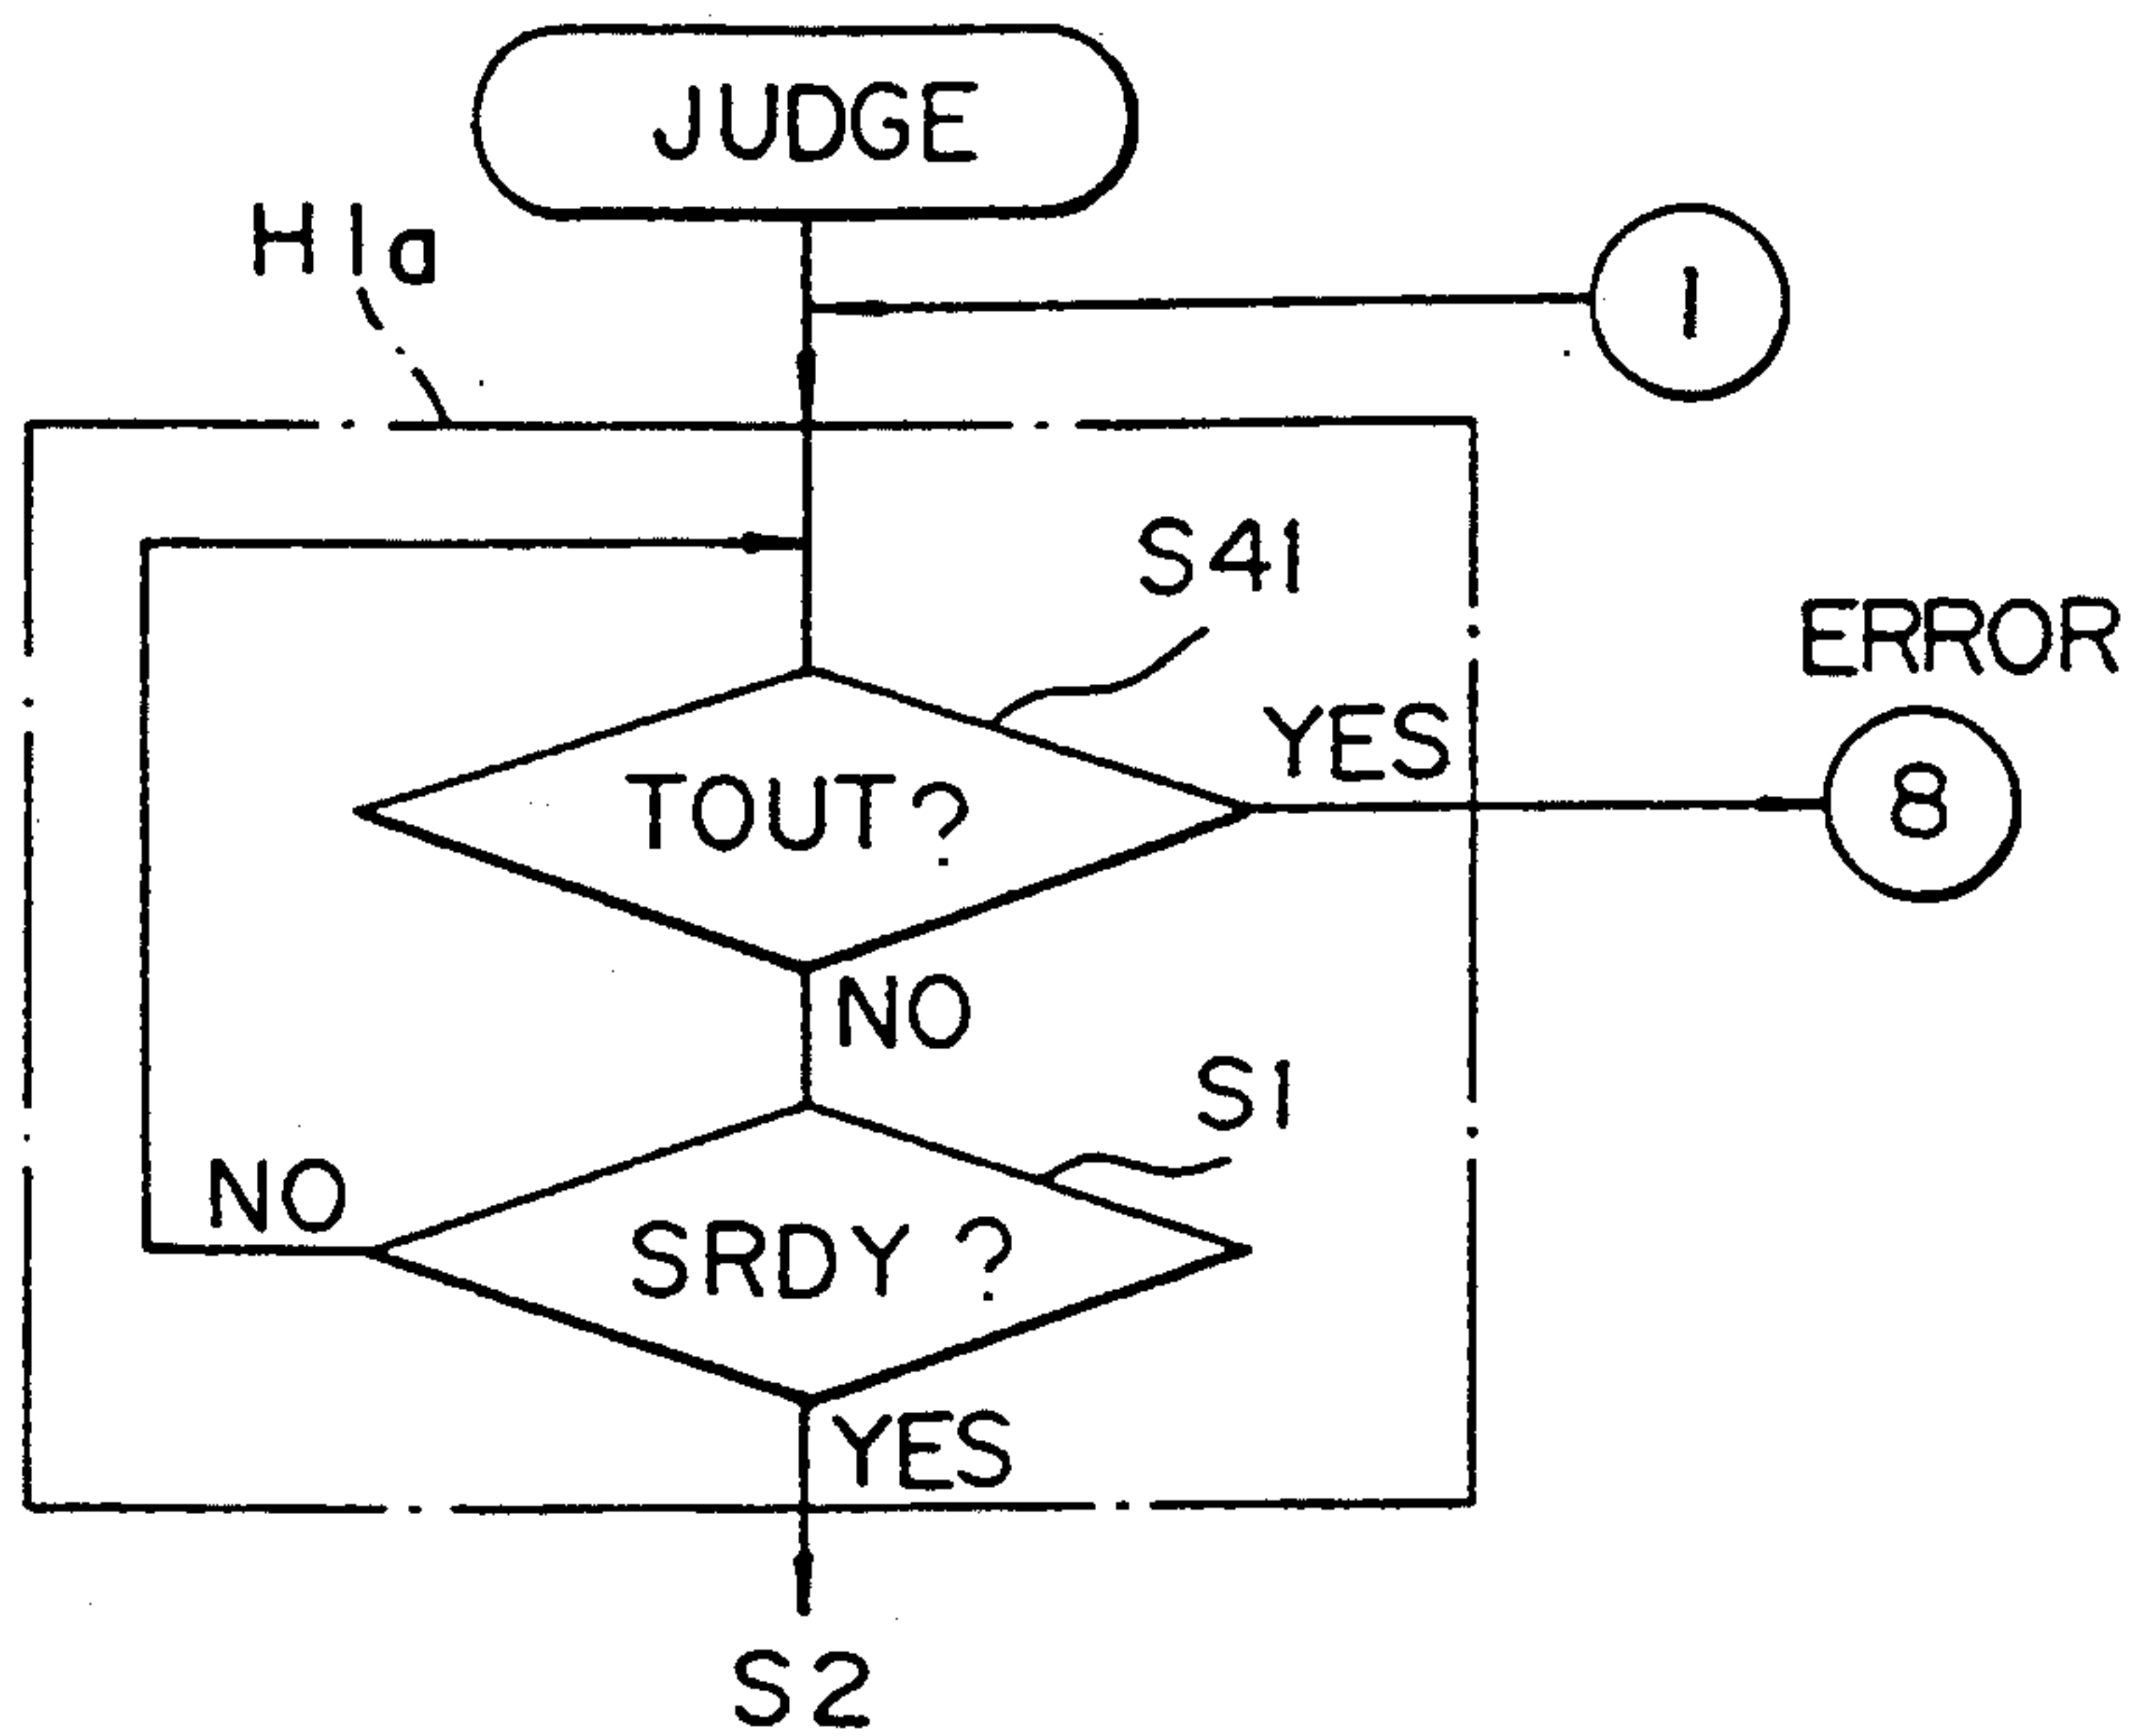 JUDGE
H1a
1
S41
ERROR
YES
TOUT?
8
NO
S1
NO
SRDY ?
YES
S2